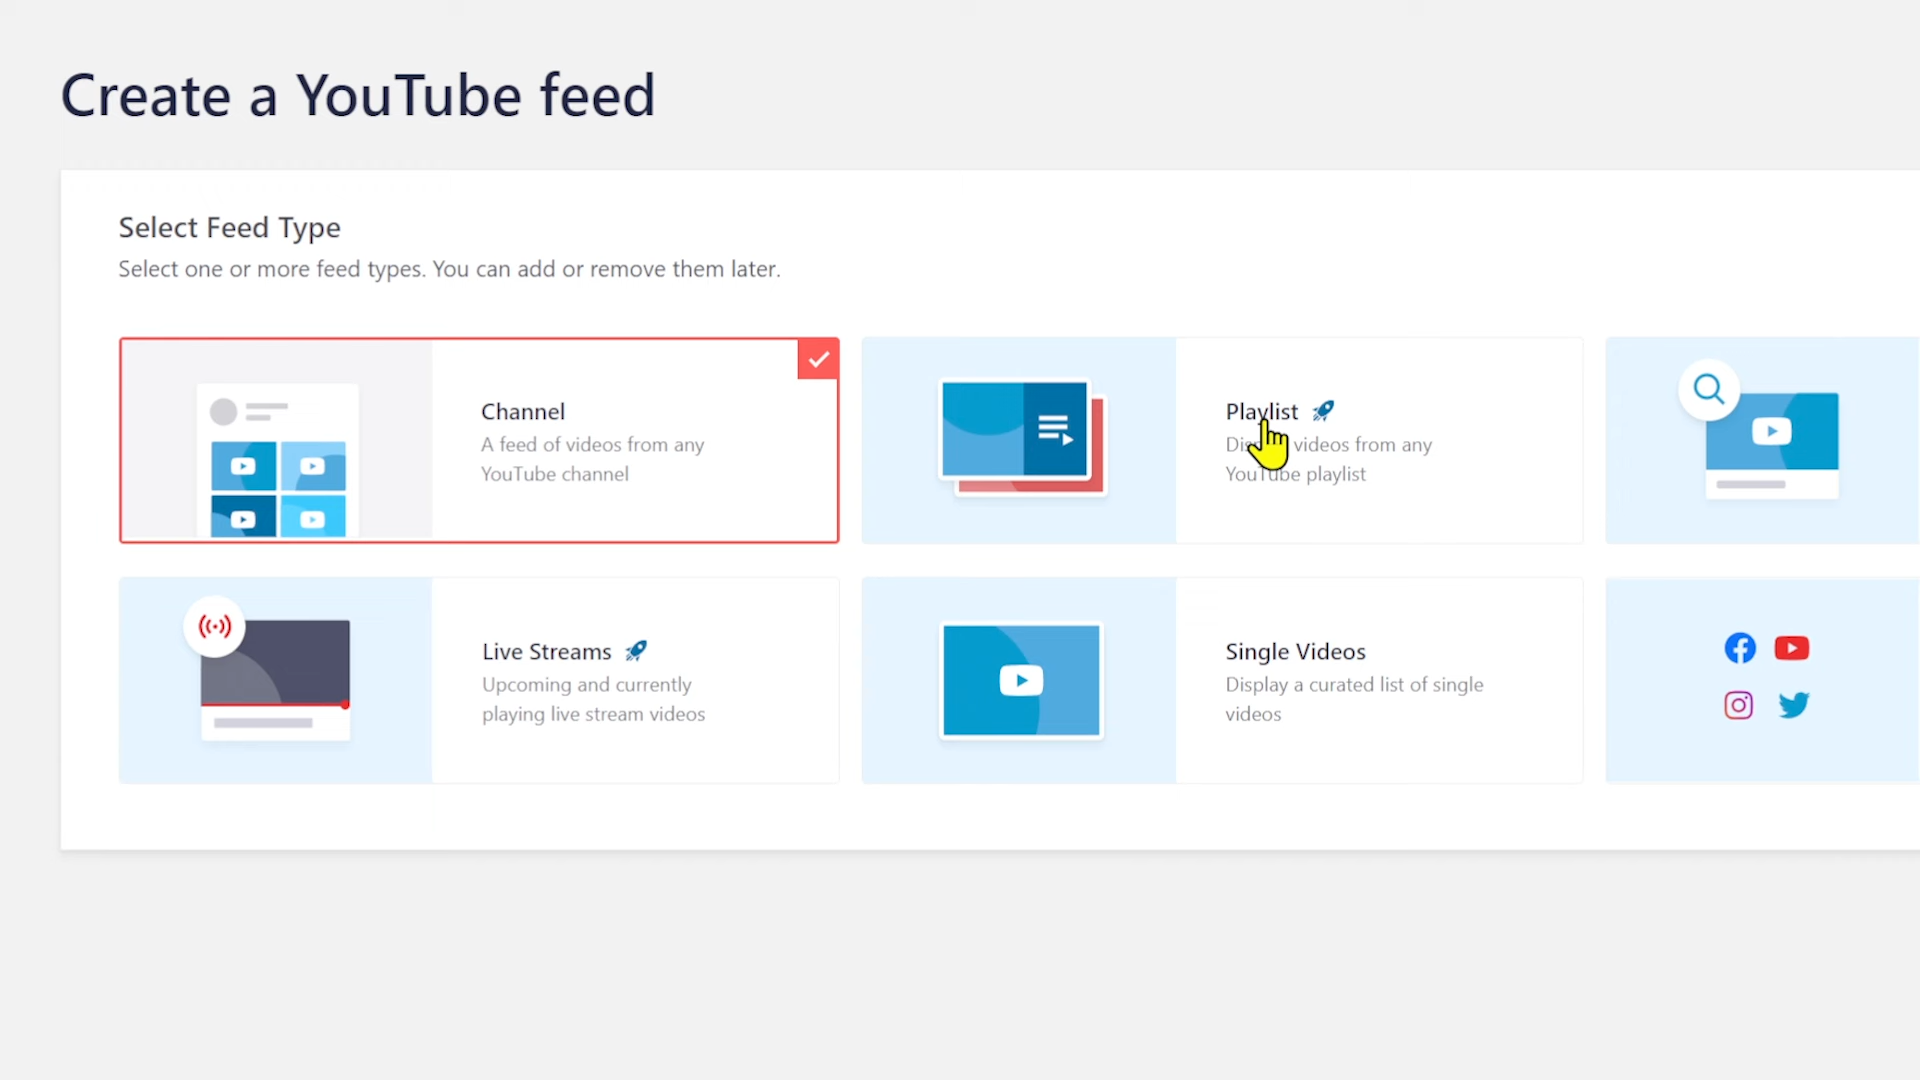 Create a YouTube feed
Select Feed Type
Select one or more feed types. You can add or remove them later.
Channel
A feed of videos from any
YouTube channel
Playlist
videos from any
YouTube playlist
Live Streams
Upcoming and currently
playing live stream videos
Single Videos
Display a curated list of single
videos